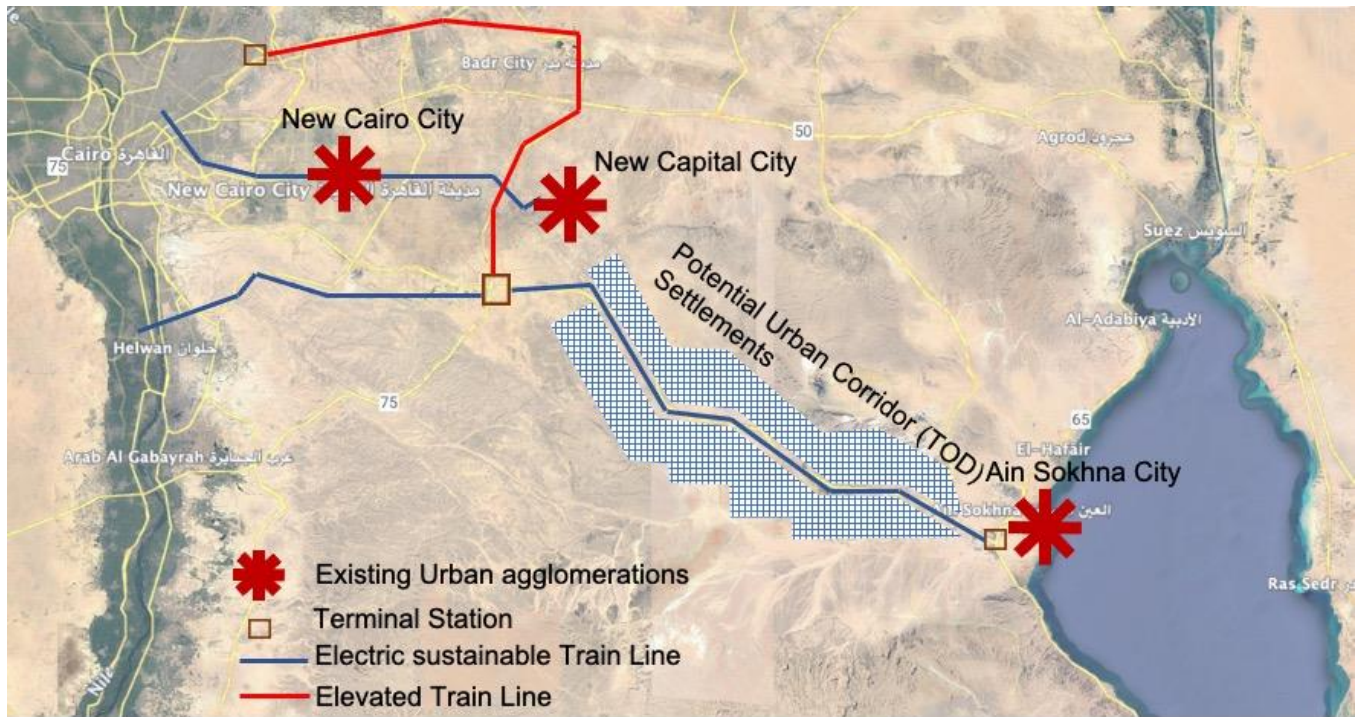 Badr City مدينة بدر
New Cairo City
50
Agrod عجرود
Cairo القاهرة
75
New Capital City
New Cairo City مدينة القاهرة
Suez السويس
Potential Urban Corridor (TOD)
Settlements
Al-Adabiya الأدبية
Helwan حلوان
75
65
El-Hafair
Arab Al Gabayrah
Ain Sokhna City
Al-Sokhna العين
Existing Urban agglomerations
Ras Sedr
Terminal Station
Electric sustainable Train Line
Nile
Elevated Train Line